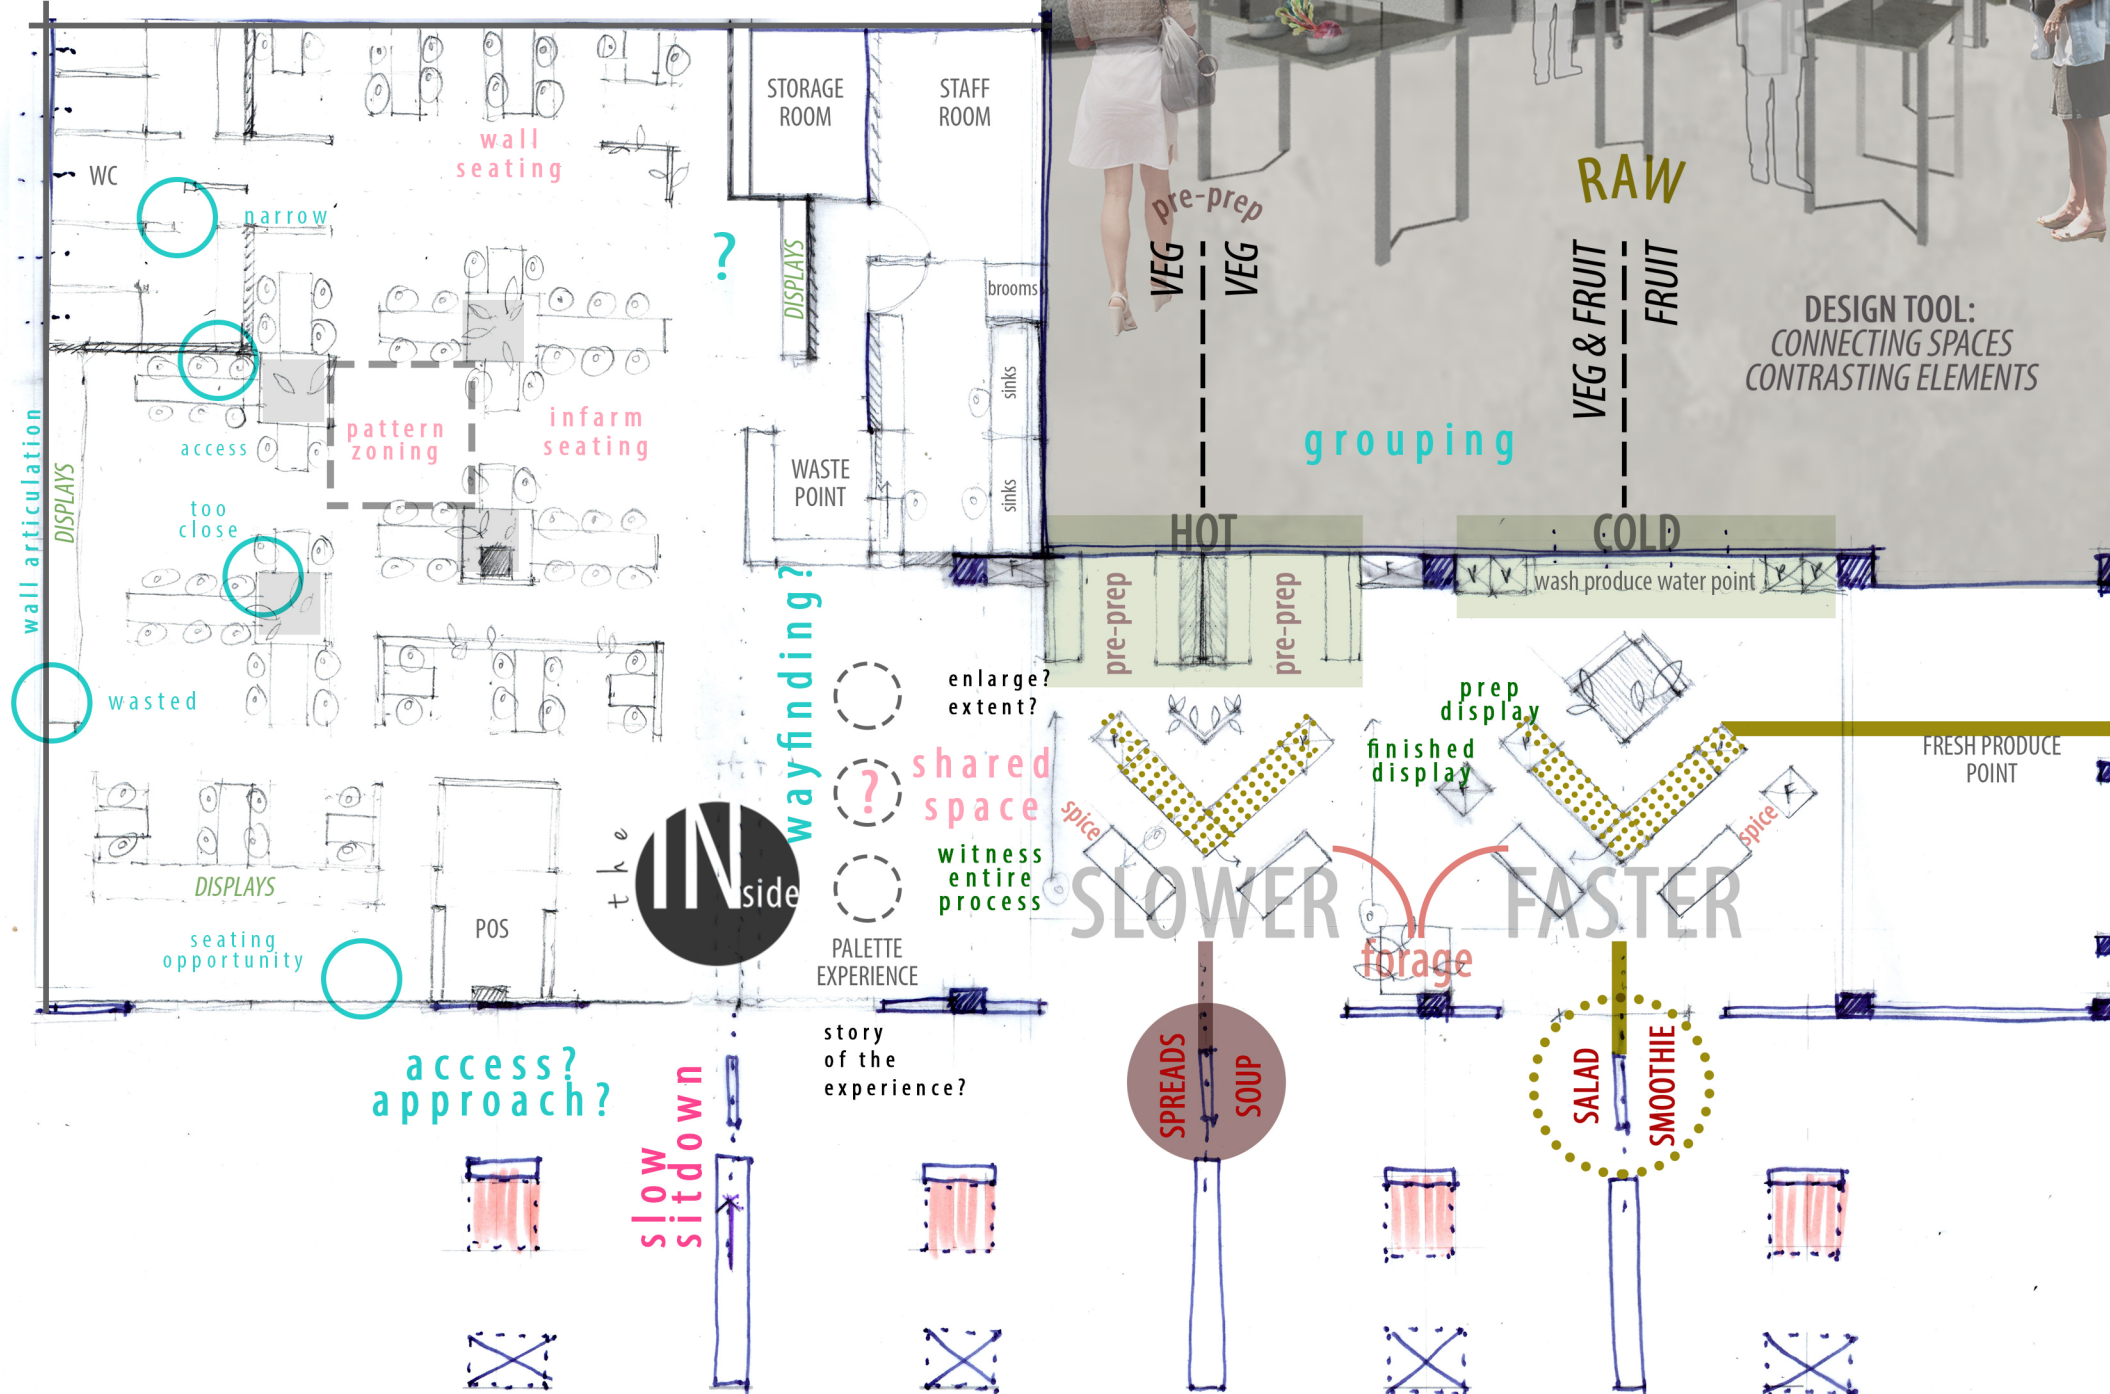 STORAGE
ROOM
STAFF
ROOM
wall
seating
WC
narrow
?
DISPLAYS
brooms
sinks
sinks
pre-prep
VEG
VEG
RAW
VEG & FRUIT
FRUIT
DESIGN TOOL:
CONNECTING SPACES
CONTRASTING ELEMENTS
grouping
pattern
zoning
infarm
seating
access
too
close
wall articulation
DISPLAYS
WASTE
POINT
HOT
COLD
F
pre-prep
pre-prep
F
wash produce water point
wasted
wayfinding?
enlarge?
extent?
?
shared
space
witness
entire
process
prep
display
finished
display
FRESH PRODUCE
POINT
spice
F
F
spice
DISPLAYS
seating
opportunity
POS
the
INside
PALETTE
EXPERIENCE
SLOWER
forage
FASTER
story
of the
experience?
access?
approach?
slow
sitdown
SPREADS
SOUP
SALAD
SMOOTHIE